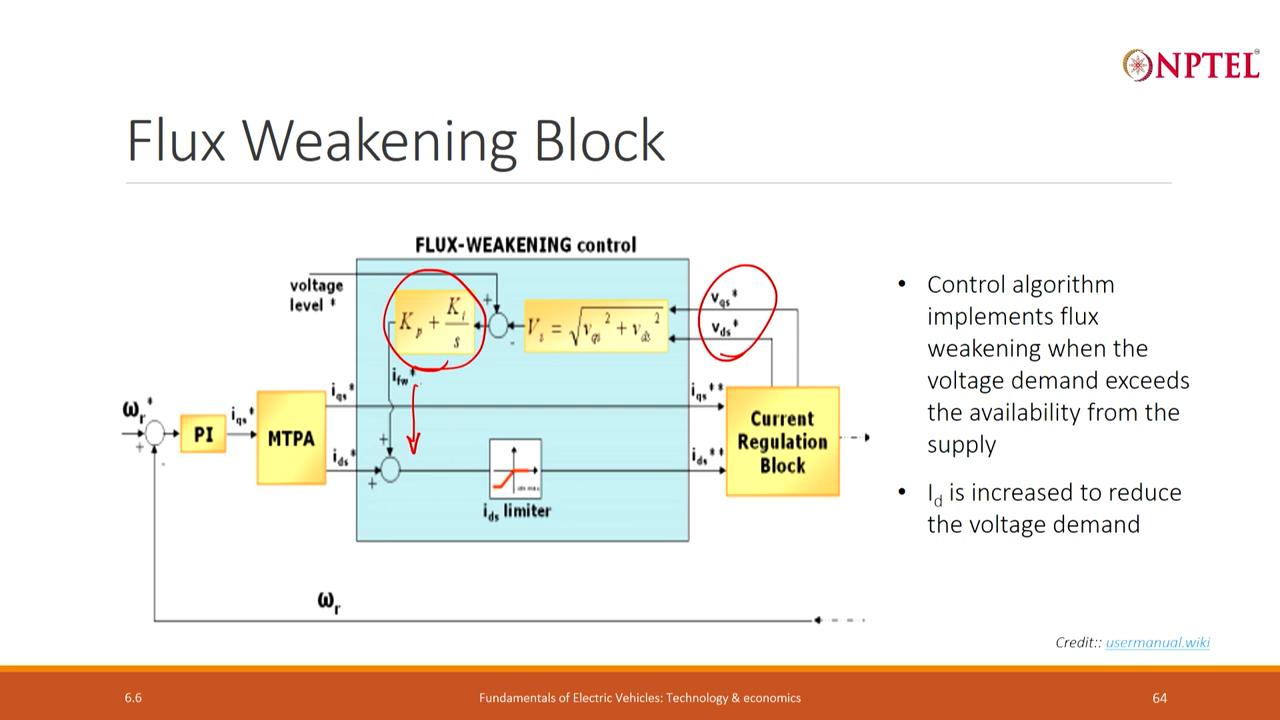 NPTEL
Flux Weakening Block
FLUX-WEAKENING control
voltage
level *
K_p + K_i / s
V_s = √(v_qs² + v_ds²)
v_qs*
v_ds*
i_fw*
i_qs*
i_qs**
ω_r*
+
-
PI
i_qs*
MTPA
i_ds*
+
+
+
-
i_ds**
Current
Regulation
Block
i_ds limiter
ω_r
• Control algorithm
implements flux
weakening when the
voltage demand exceeds
the availability from the
supply
• I_d is increased to reduce
the voltage demand
Credit:: usermanual.wiki
6.6
Fundamentals of Electric Vehicles: Technology & economics
64